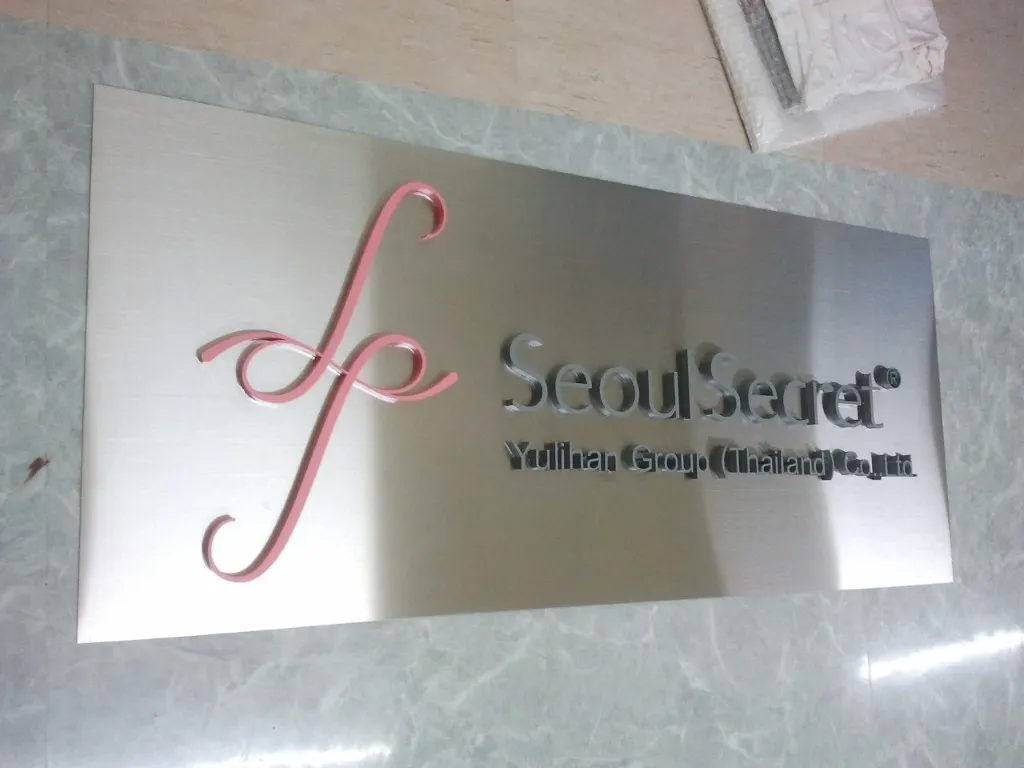 SeoulSecret®
Yulihan Group (Thailand) Co., Ltd.